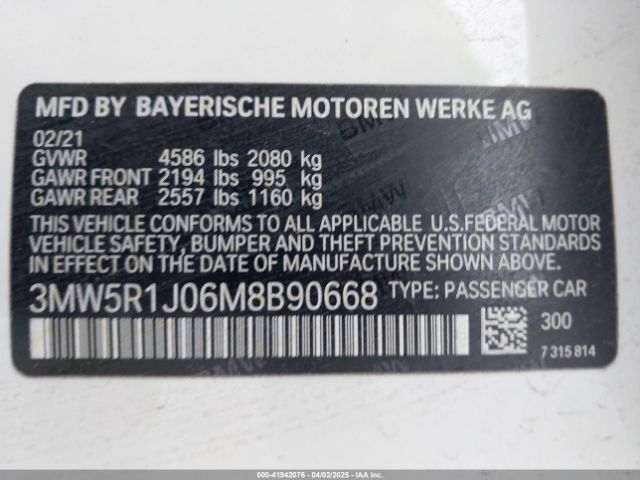 MFD BY BAYERISCHE MOTOREN WERKE AG
02/21
GVWR 4586 lbs 2080 kg
GAWR FRONT 2194 lbs 995 kg
GAWR REAR 2557 lbs 1160 kg
THIS VEHICLE CONFORMS TO ALL APPLICABLE U.S.FEDERAL MOTOR
VEHICLE SAFETY, BUMPER AND THEFT PREVENTION STANDARDS
IN EFFECT ON THE DATE OF MANUFACTURE SHOWN ABOVE.
3MW5R1J06M8B90668 TYPE: PASSENGER CAR
300
7 315 814
000-41942076 - 04/02/2025 - IAA Inc.